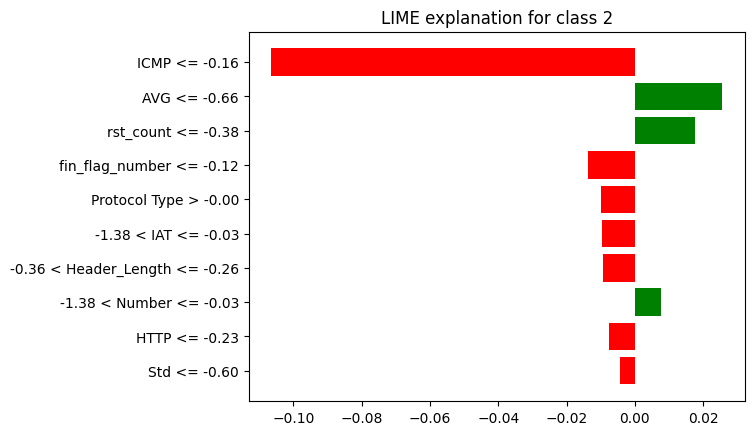 LIME explanation for class 2
ICMP <= -0.16
AVG <= -0.66
rst_count <= -0.38
fin_flag_number <= -0.12
Protocol Type > -0.00
-1.38 < IAT <= -0.03
-0.36 < Header_Length <= -0.26
-1.38 < Number <= -0.03
HTTP <= -0.23
Std <= -0.60
−0.10 −0.08 −0.06 −0.04 −0.02 0.00 0.02